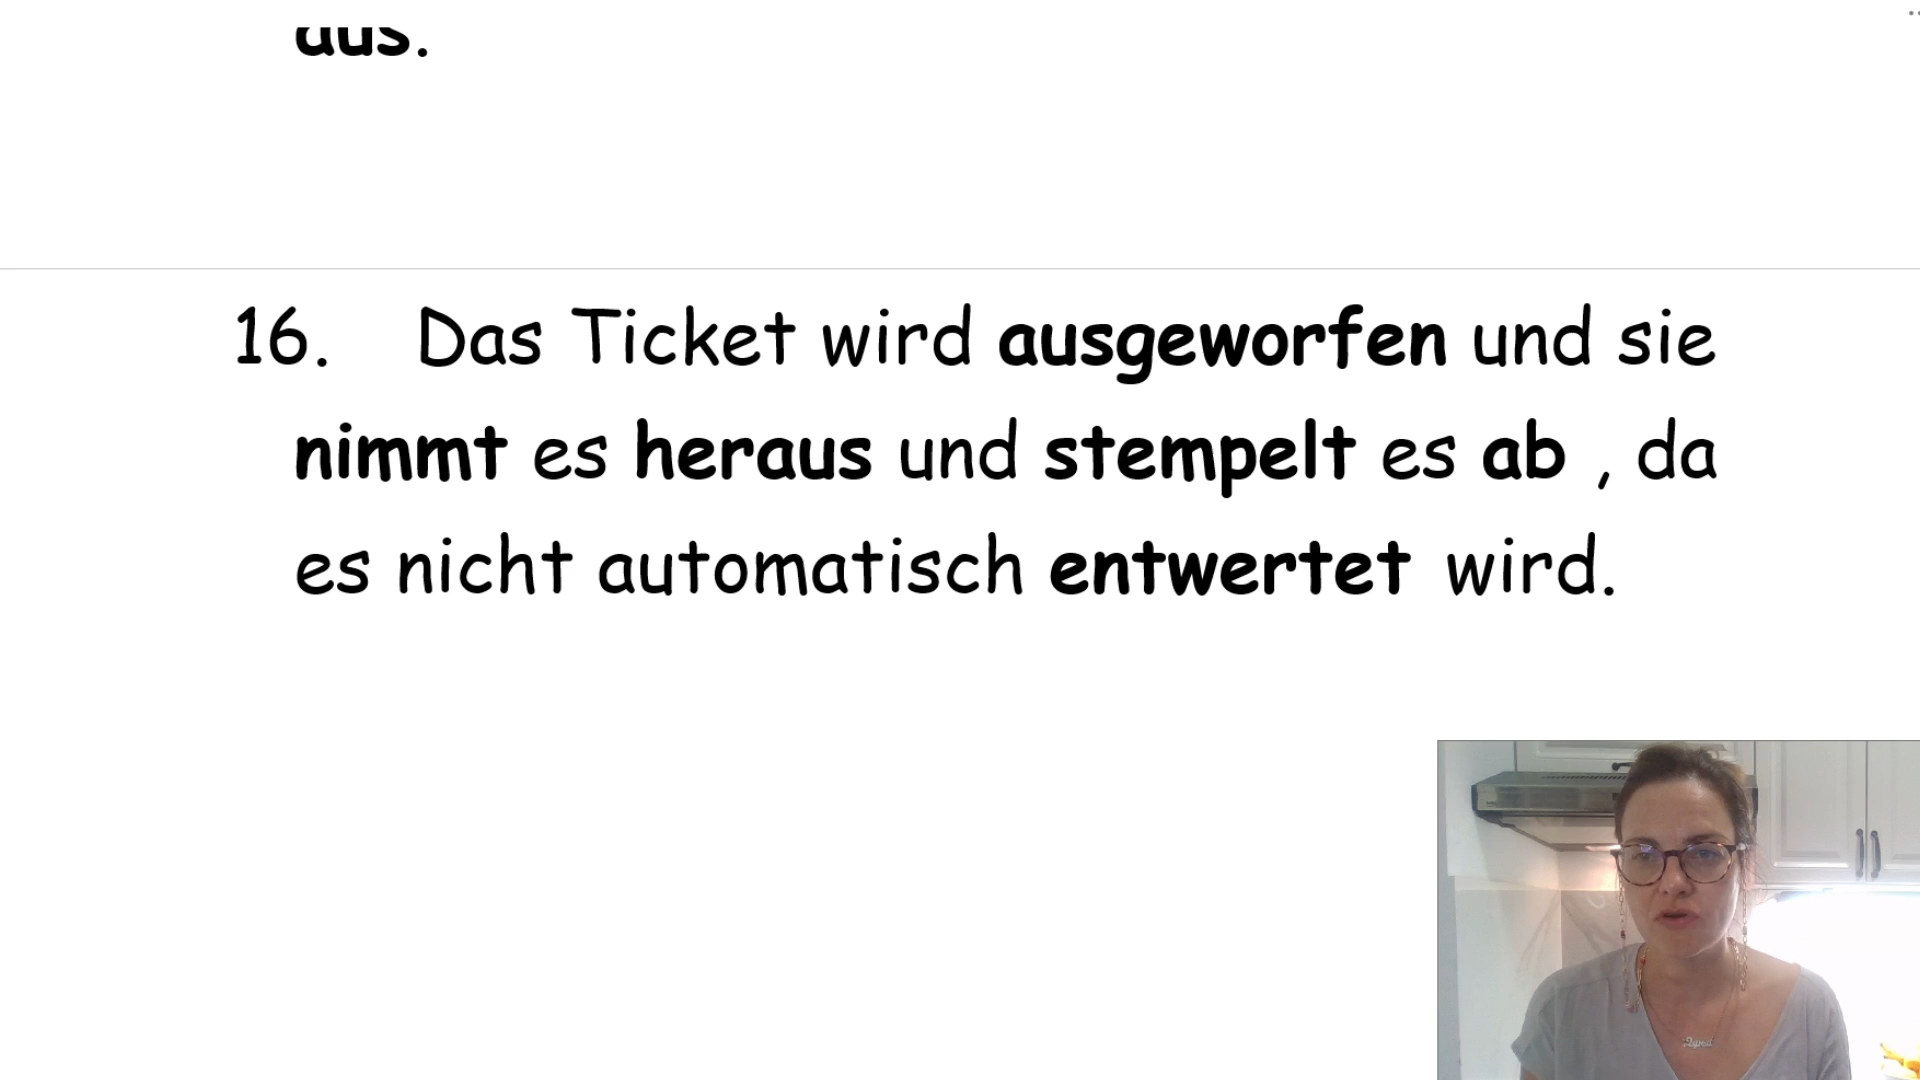 aus.
16. Das Ticket wird ausgeworfen und sie
nimmt es heraus und stempelt es ab , da
es nicht automatisch entwertet wird.